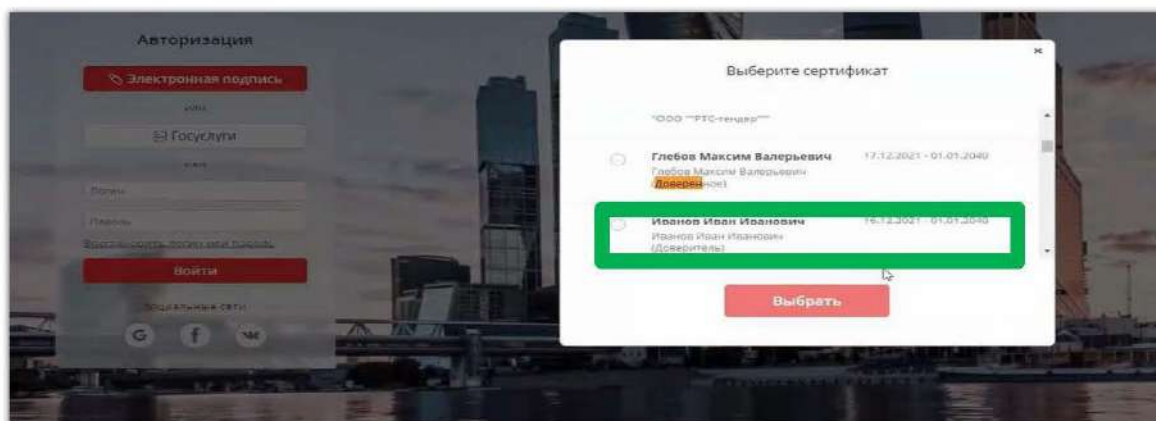 Авторизация
Электронная подпись
или
Госуслуги
или
Логин
Пароль
Восстановить логин или пароль
Войти
Социальные сети
G f
Выберите сертификат
"ООО ""РТС-тендер"""
Глебов Максим Валерьевич 17.12.2021 - 01.01.2040
Глебов Максим Валерьевич
(Доверенное)
Иванов Иван Иванович 16.12.2021 - 01.01.2040
Иванов Иван Иванович
(Доверитель)
Выбрать